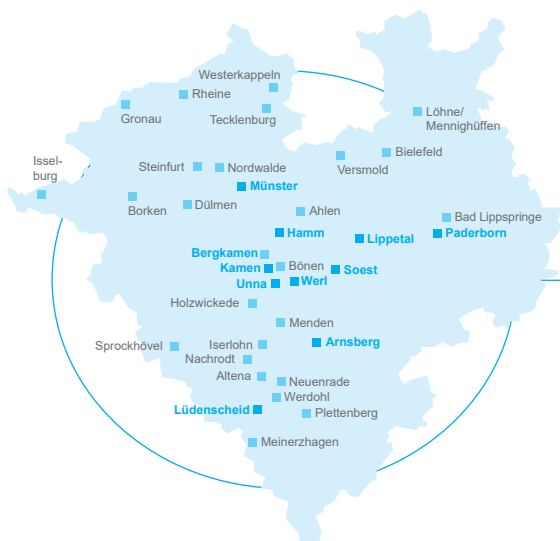 Westerkappeln
Rheine
Gronau
Tecklenburg
Löhne/
Mennighüffen
Issel-
burg
Steinfurt
Nordwalde
Versmold
Bielefeld
Münster
Borken
Dülmen
Ahlen
Bad Lippspringe
Hamm
Lippetal
Paderborn
Bergkamen
Kamen
Bönen
Soest
Unna
Werl
Holzwickede
Menden
Sprockhövel
Iserlohn
Arnsberg
Nachrodt
Altena
Neuenrade
Werdohl
Lüdenscheid
Plettenberg
Meinerzhagen